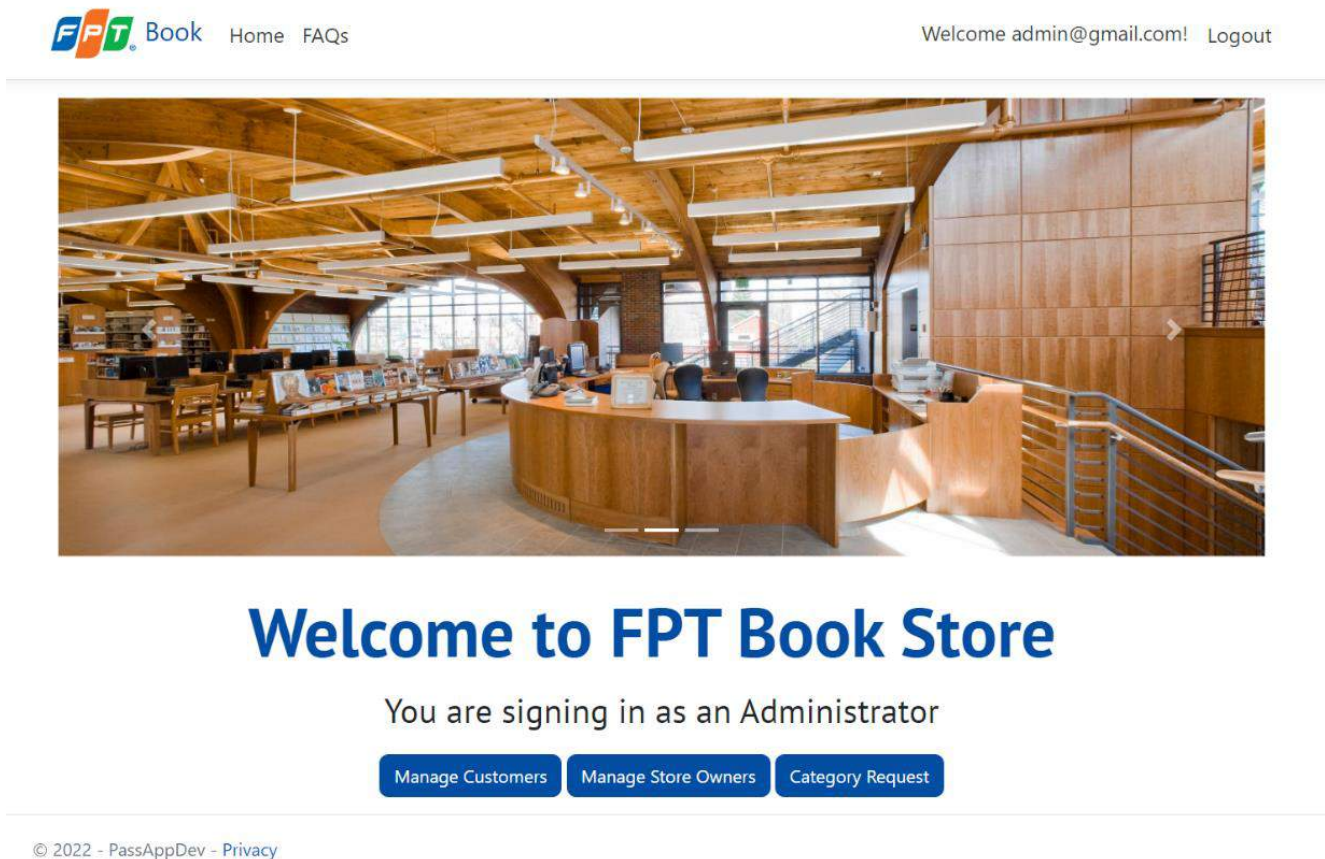 FPT Book Home FAQs Welcome admin@gmail.com! Logout
Welcome to FPT Book Store
You are signing in as an Administrator
Manage Customers Manage Store Owners Category Request
© 2022 - PassAppDev - Privacy